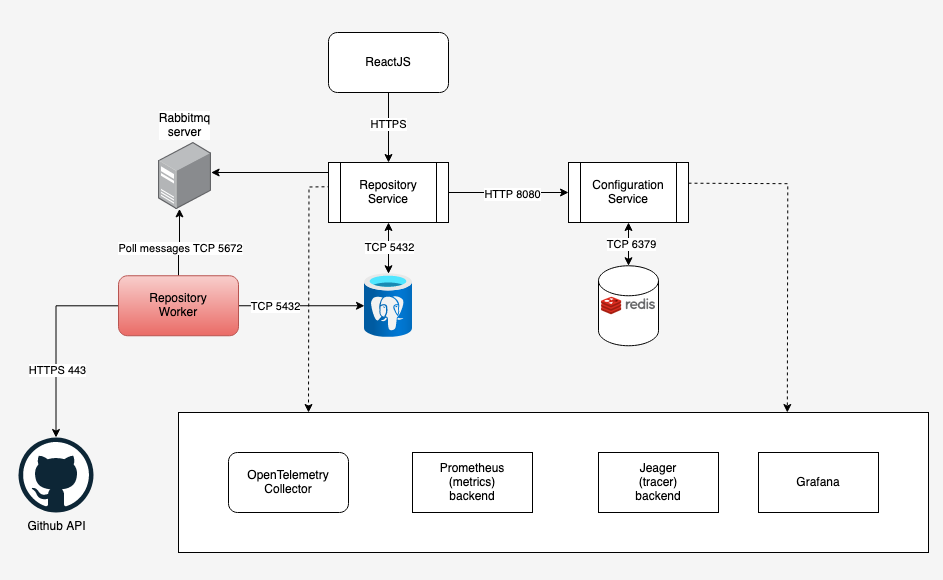 ReactJS
HTTPS
Rabbitmq
server
Repository
Service
HTTP 8080
Configuration
Service
Poll messages TCP 5672
TCP 5432
TCP 6379
Repository
Worker
TCP 5432
redis
HTTPS 443
Github API
OpenTelemetry
Collector
Prometheus
(metrics)
backend
Jeager
(tracer)
backend
Grafana